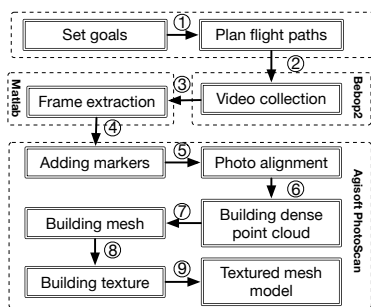 Set goals
①
Plan flight paths
②
Matlab
Frame extraction
③
Video collection
Bebop2
④
Adding markers
⑤
Photo alignment
⑥
Building mesh
⑦
Building dense
point cloud
⑧
Building texture
⑨
Textured mesh
model
Agisoft PhotoScan